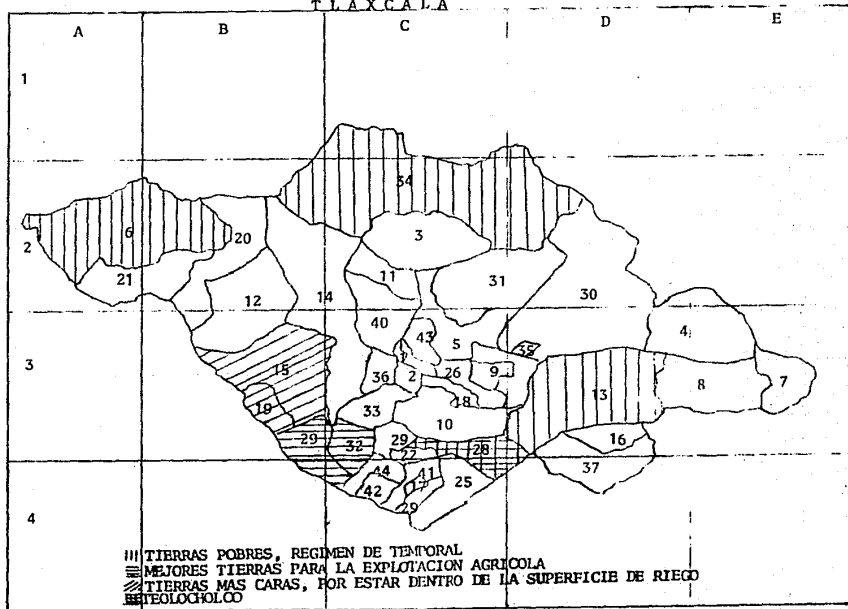 TLAXCALA
A B C D E
1
34
6 3
2 20
21 11 31
12 14 30
40 43 5 4
3 35
15 1 9
36 2 26 8 7
19 18 13
33 10
29 32 29 28 16
22
44 41 25 37
42 17
4 29
TIERRAS POBRES, REGIMEN DE TEMPORAL
MEJORES TIERRAS PARA LA EXPLOTACION AGRICOLA
TIERRAS MAS CARAS, POR ESTAR DENTRO DE LA SUPERFICIE DE RIEGO
TEOLOCHOLCO